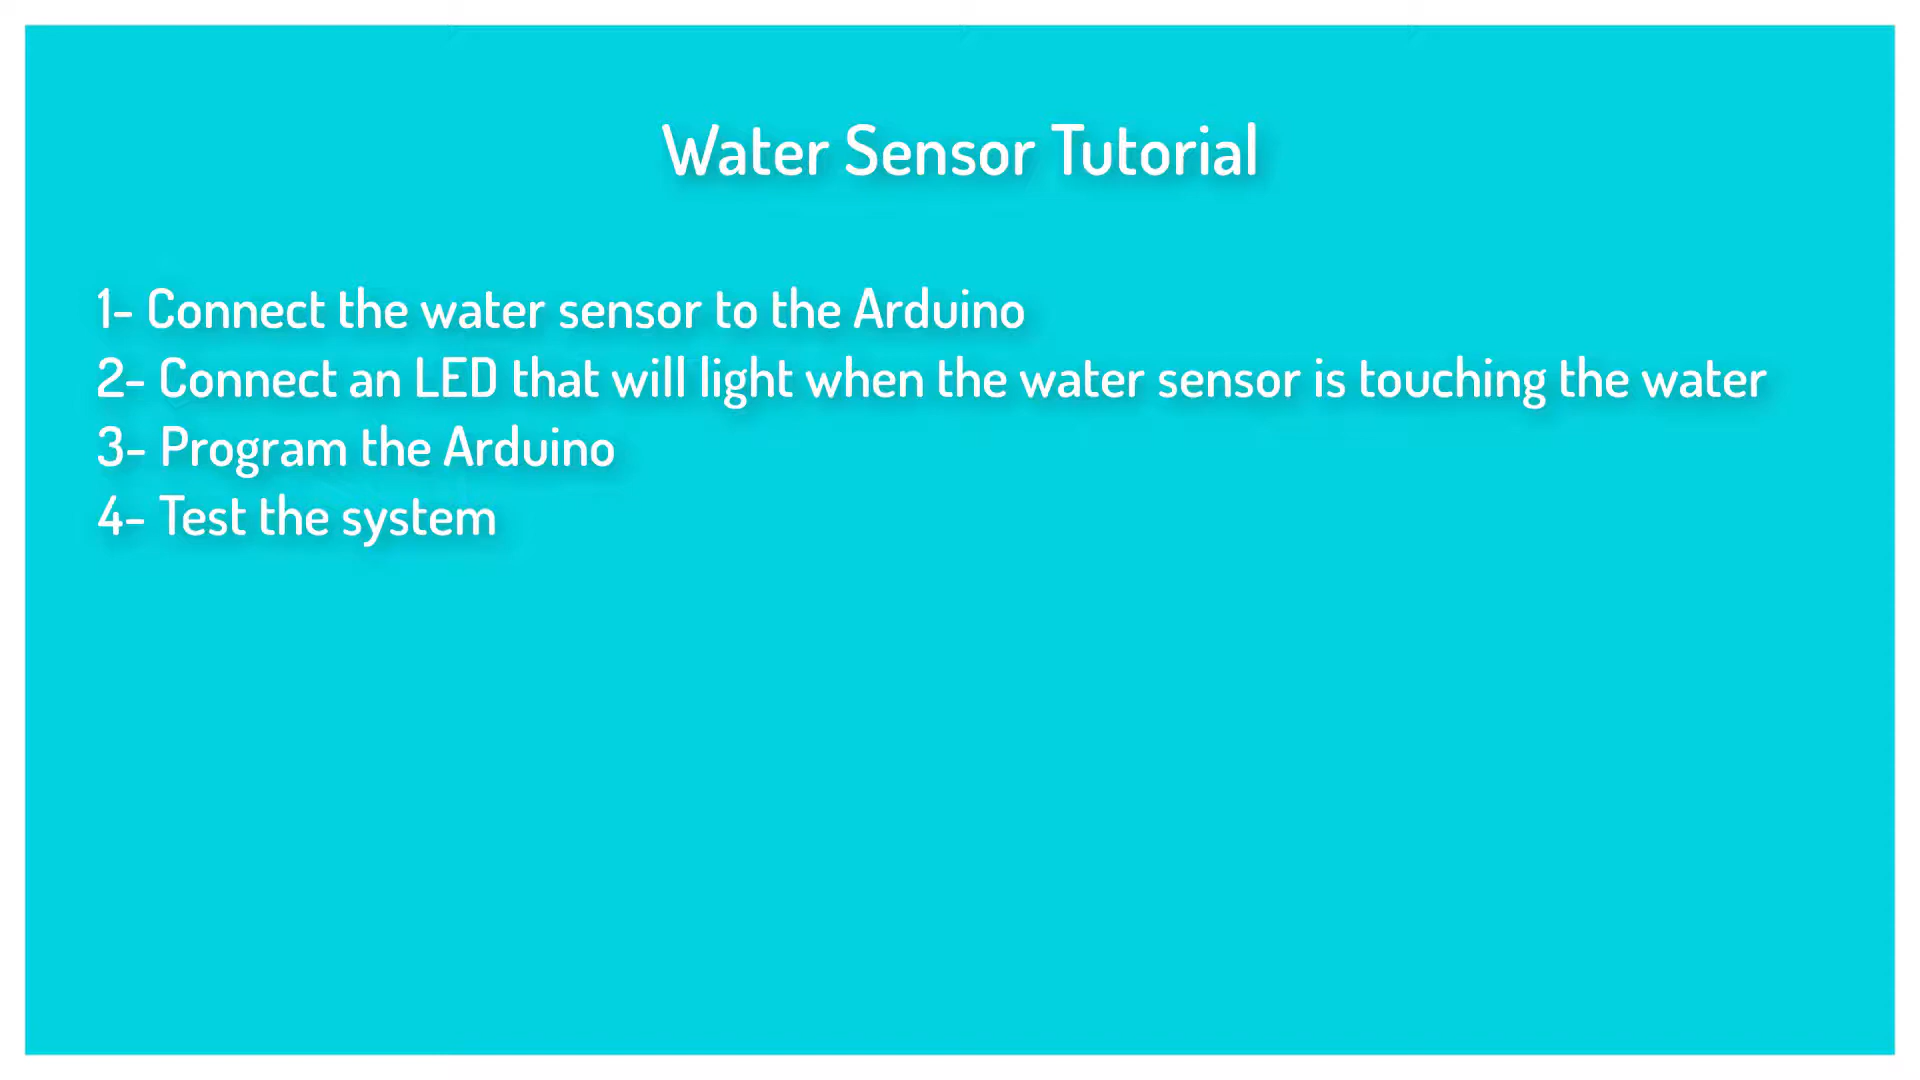 Water Sensor Tutorial
1- Connect the water sensor to the Arduino
2- Connect an LED that will light when the water sensor is touching the water
3- Program the Arduino
4- Test the system